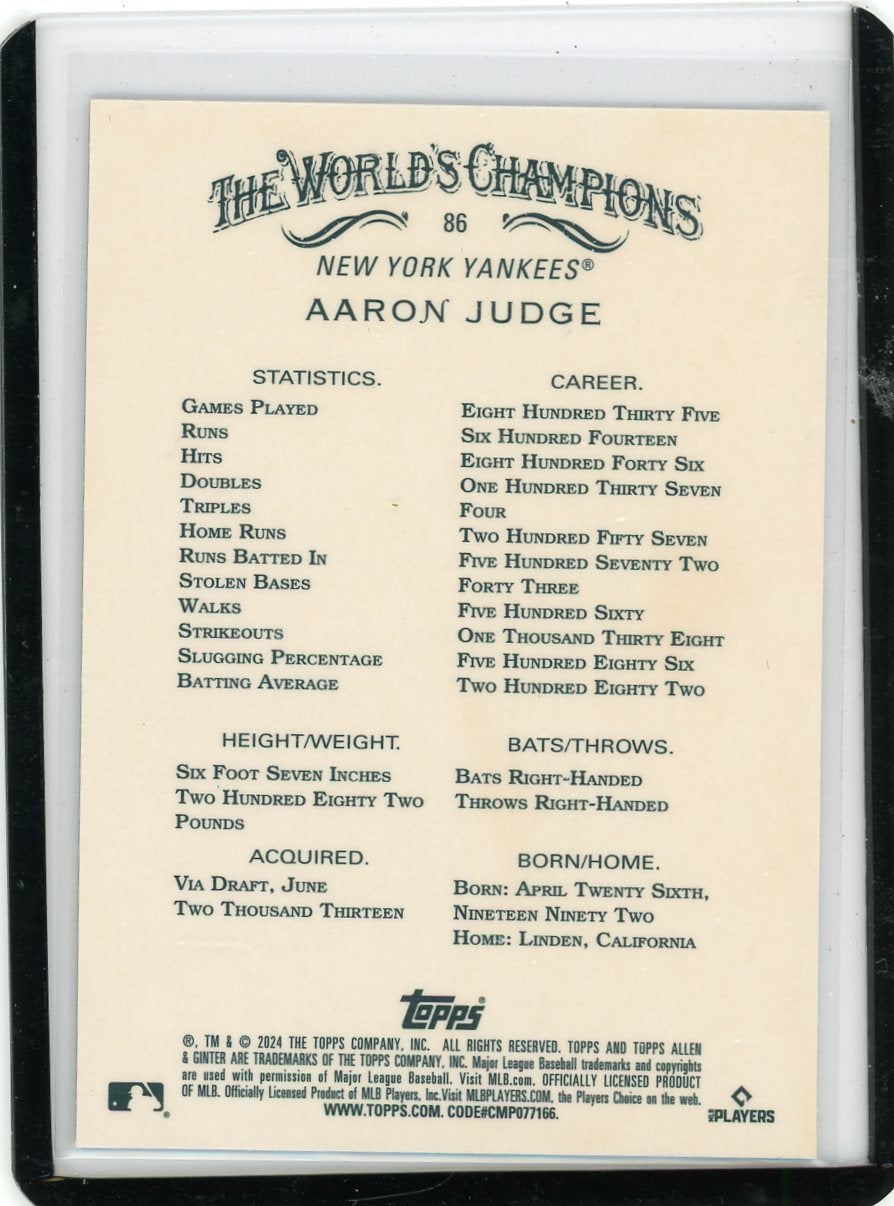 THE WORLD'S CHAMPIONS
86
NEW YORK YANKEES®
AARON JUDGE
STATISTICS. CAREER.
GAMES PLAYED EIGHT HUNDRED THIRTY FIVE
RUNS SIX HUNDRED FOURTEEN
HITS EIGHT HUNDRED FORTY SIX
DOUBLES ONE HUNDRED THIRTY SEVEN
TRIPLES FOUR
HOME RUNS TWO HUNDRED FIFTY SEVEN
RUNS BATTED IN FIVE HUNDRED SEVENTY TWO
STOLEN BASES FORTY THREE
WALKS FIVE HUNDRED SIXTY
STRIKEOUTS ONE THOUSAND THIRTY EIGHT
SLUGGING PERCENTAGE FIVE HUNDRED EIGHTY SIX
BATTING AVERAGE TWO HUNDRED EIGHTY TWO
HEIGHT/WEIGHT.
SIX FOOT SEVEN INCHES
TWO HUNDRED EIGHTY TWO
POUNDS
BATS/THROWS.
BATS RIGHT-HANDED
THROWS RIGHT-HANDED
ACQUIRED.
VIA DRAFT, JUNE
TWO THOUSAND THIRTEEN
BORN/HOME.
BORN: APRIL TWENTY SIXTH,
NINETEEN NINETY TWO
HOME: LINDEN, CALIFORNIA
topps®
®, TM & © 2024 THE TOPPS COMPANY, INC. ALL RIGHTS RESERVED. TOPPS AND TOPPS ALLEN
& GINTER ARE TRADEMARKS OF THE TOPPS COMPANY, INC. Major League Baseball trademarks and copyrights
are used with permission of Major League Baseball. Visit MLB.com. OFFICIALLY LICENSED PRODUCT
OF MLB. Officially Licensed Product of MLB Players, Inc.Visit MLBPLAYERS.COM, the Players Choice on the web.
WWW.TOPPS.COM. CODE#CMP077166.
MLB PLAYERS